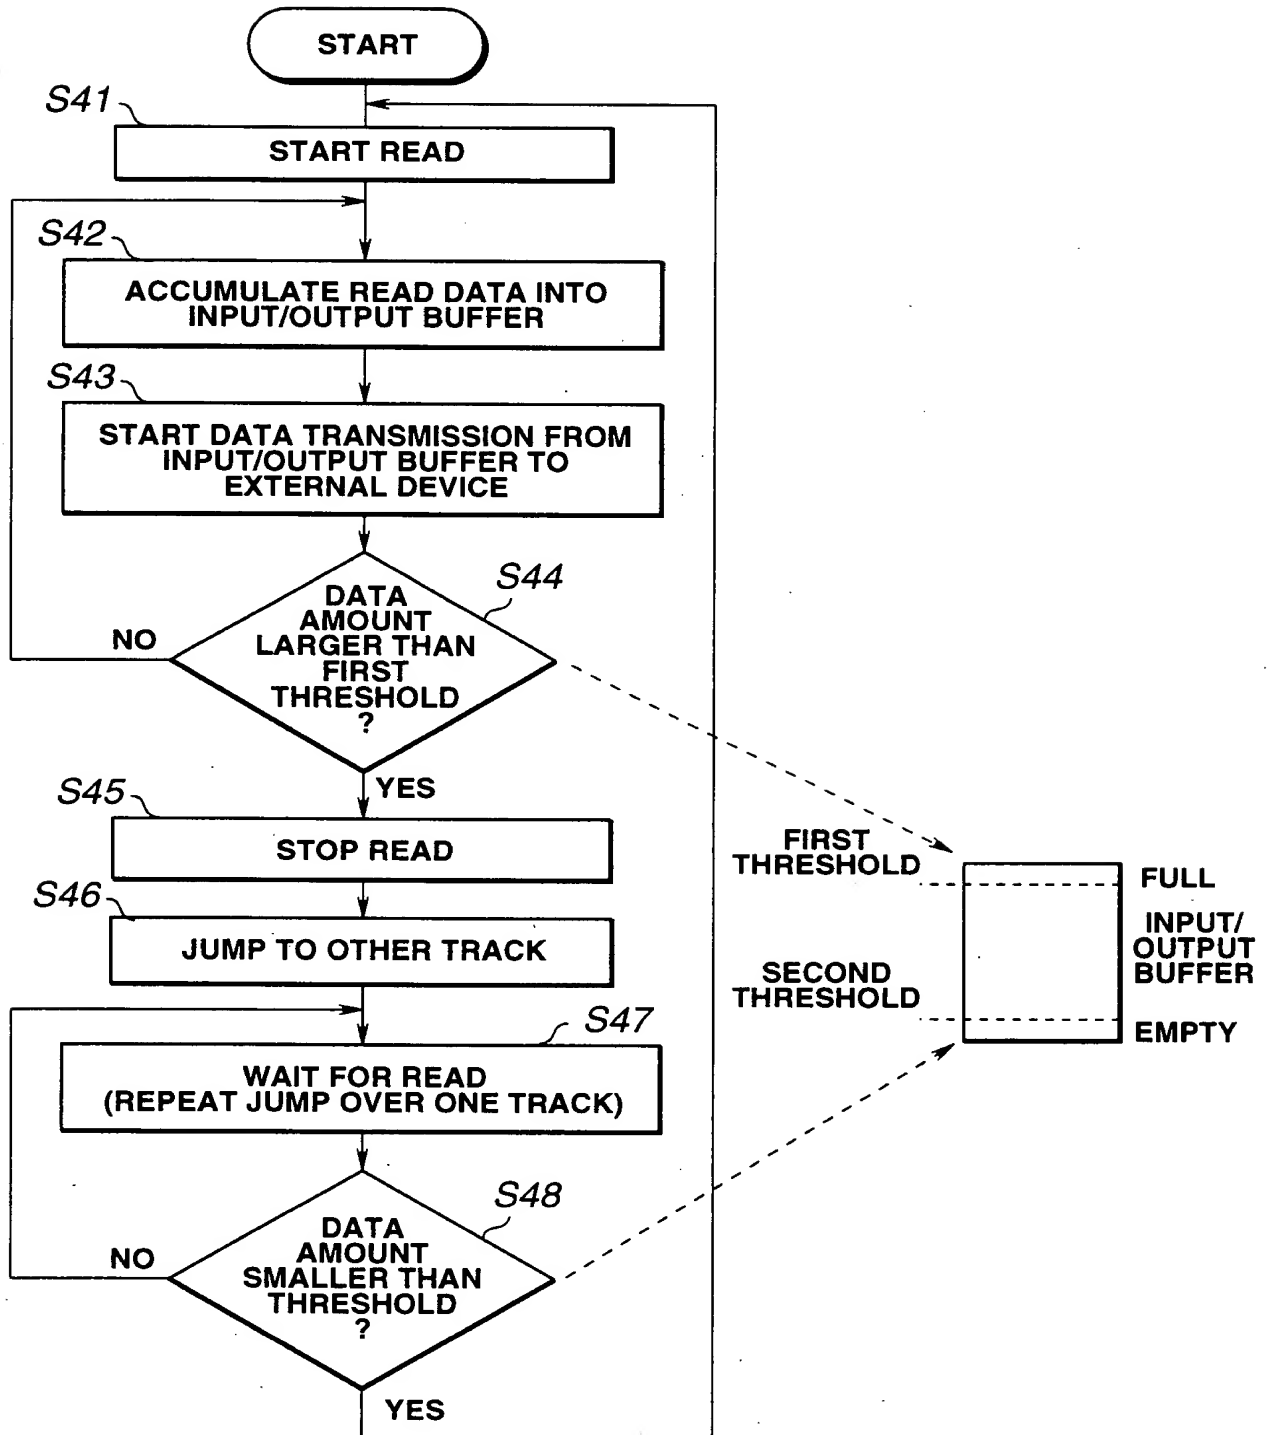 START
S41
START READ
S42
ACCUMULATE READ DATA INTO
INPUT/OUTPUT BUFFER
S43
START DATA TRANSMISSION FROM
INPUT/OUTPUT BUFFER TO
EXTERNAL DEVICE
S44
DATA
AMOUNT
LARGER THAN
FIRST
THRESHOLD
?
NO
YES
S45
STOP READ
S46
JUMP TO OTHER TRACK
S47
WAIT FOR READ
(REPEAT JUMP OVER ONE TRACK)
S48
DATA
AMOUNT
SMALLER THAN
THRESHOLD
?
NO
YES
FIRST
THRESHOLD
FULL
INPUT/
OUTPUT
BUFFER
SECOND
THRESHOLD
EMPTY